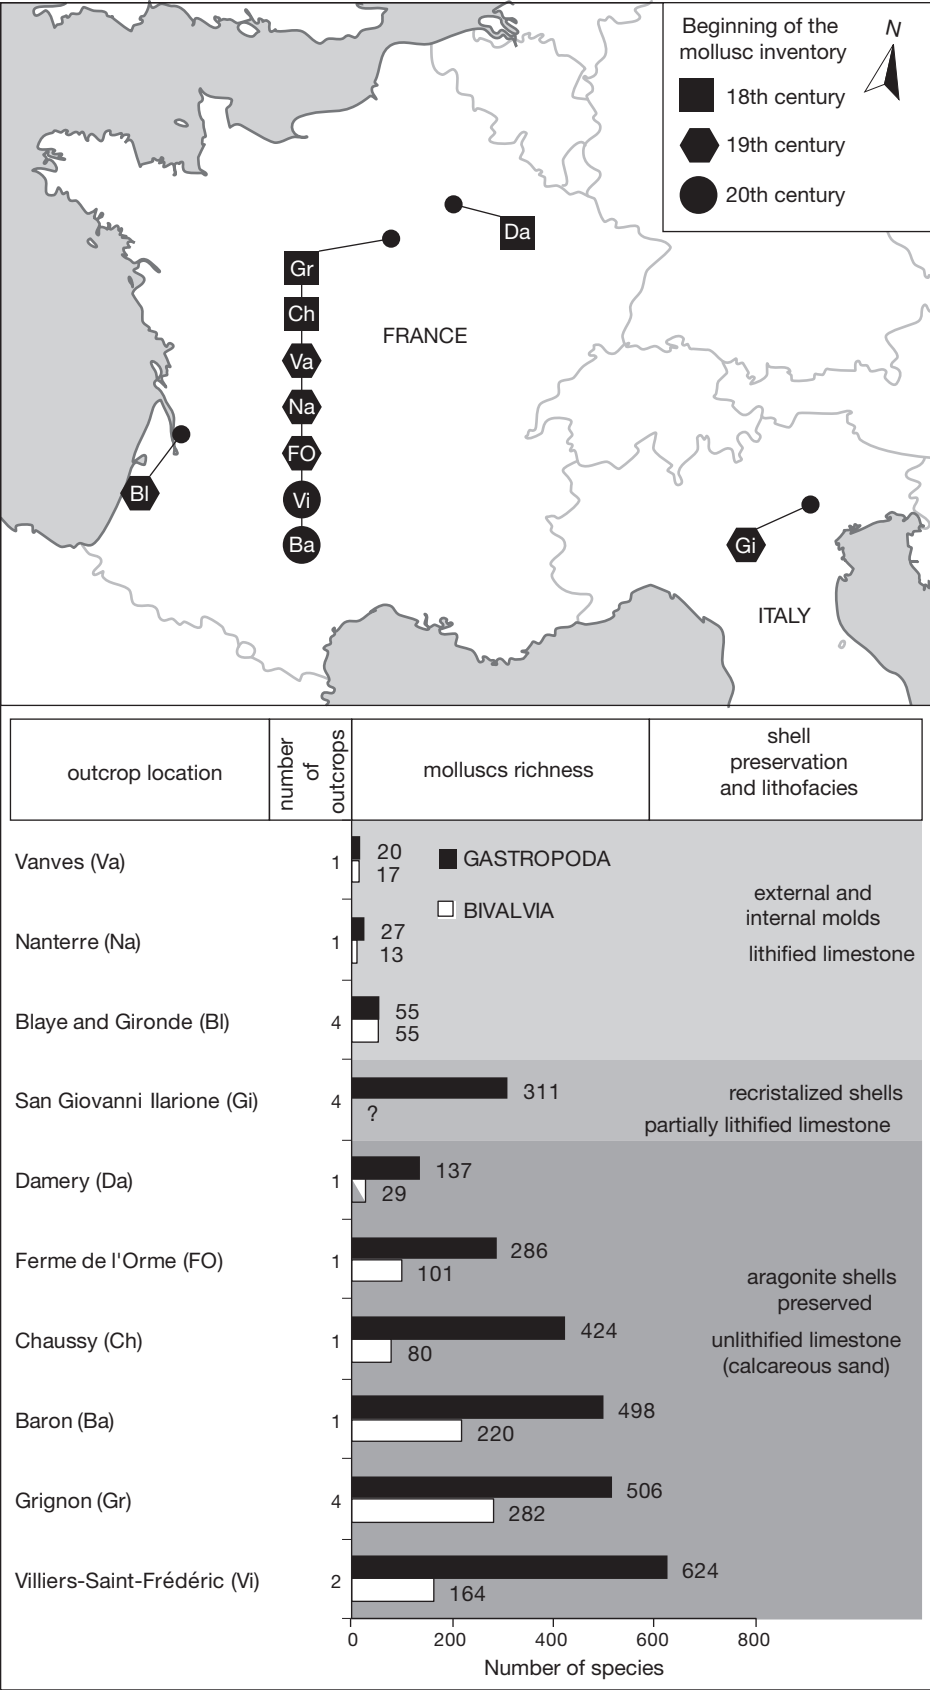 Beginning of the
mollusc inventory
N
18th century
19th century
20th century
Da
Gr
Ch
FRANCE
Va
Na
FO
Bl
Vi
Ba
Gi
ITALY
outcrop location
number
of
outcrops
molluscs richness
shell
preservation
and lithofacies
Vanves (Va)
1
20
17
GASTROPODA
BIVALVIA
external and
internal molds
lithified limestone
Nanterre (Na)
1
27
13
Blaye and Gironde (Bl)
4
55
55
San Giovanni Ilarione (Gi)
4
311
?
recristalized shells
partially lithified limestone
Damery (Da)
1
137
29
Ferme de l'Orme (FO)
1
286
101
aragonite shells
preserved
unlithified limestone
(calcareous sand)
Chaussy (Ch)
1
424
80
Baron (Ba)
1
498
220
Grignon (Gr)
4
506
282
Villiers-Saint-Frédéric (Vi)
2
624
164
0 200 400 600 800
Number of species